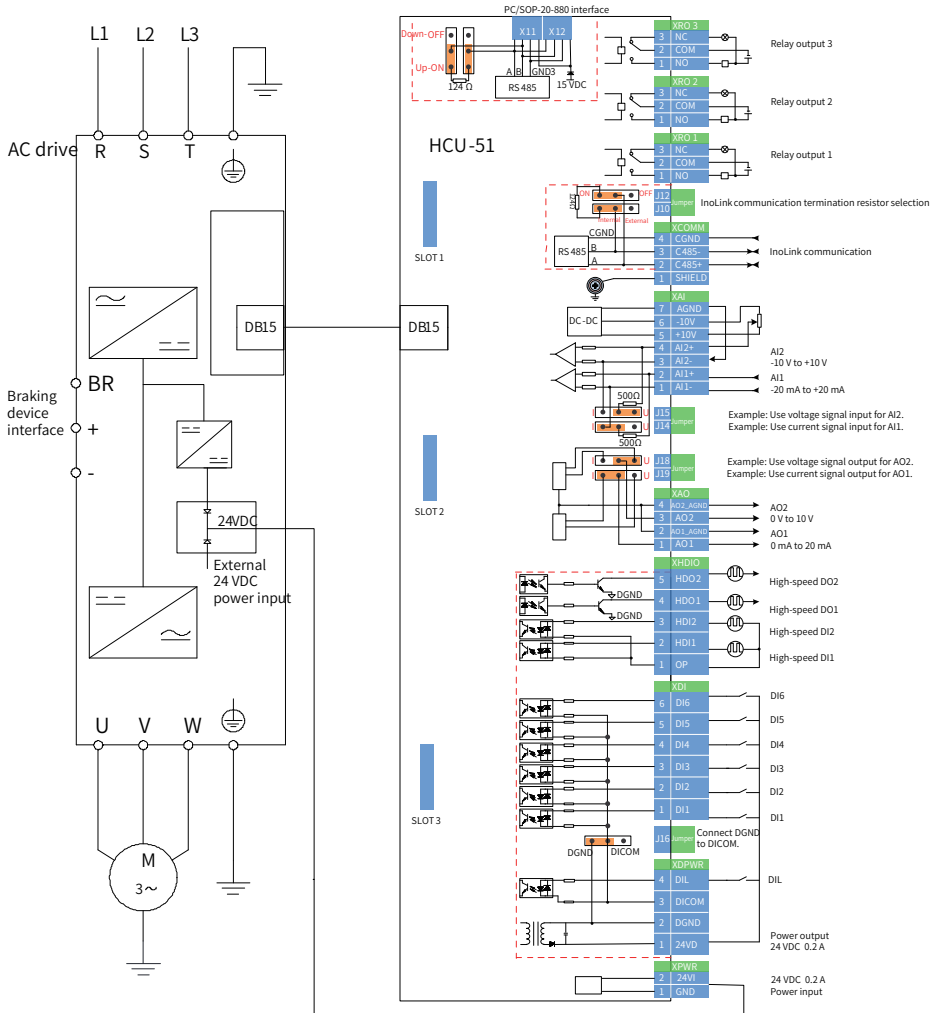 PC/SOP-20-880 interface
L1 L2 L3
AC drive
R S T
BR
Braking
device
interface
+
-
DB15
24VDC
External
24 VDC
power input
U V W
M
3~
HCU-51
DB15
SLOT 1
SLOT 2
SLOT 3
Down-OFF
Up-ON
124 Ω
X11 X12
A B GND3
RS 485
15 VDC
XRO 3
3 NC
2 COM
1 NO
Relay output 3
XRO 2
3 NC
2 COM
1 NO
Relay output 2
XRO 1
3 NC
2 COM
1 NO
Relay output 1
ON OFF
124Ω
Internal External
J12
J10
Jumper
InoLink communication termination resistor selection
XCOMM
CGND
RS 485
B
A
4 CGND
3 C485-
2 C485+
1 SHIELD
InoLink communication
XAI
DC-DC
7 AGND
6 -10V
5 +10V
4 AI2+
3 AI2-
2 AI1+
1 AI1-
AI2
-10 V to +10 V
AI1
-20 mA to +20 mA
500Ω
I U
I U
500Ω
J15
J14
Jumper
Example: Use voltage signal input for AI2.
Example: Use current signal input for AI1.
I U
I U
J18
J19
Jumper
Example: Use voltage signal output for AO2.
Example: Use current signal output for AO1.
XAO
4 AO2_AGND
3 AO2
2 AO1_AGND
1 AO1
AO2
0 V to 10 V
AO1
0 mA to 20 mA
XHDIO
5 HDO2
4 HDO1
3 HDI2
2 HDI1
1 OP
DGND
DGND
High-speed DO2
High-speed DO1
High-speed DI2
High-speed DI1
XDI
6 DI6
5 DI5
4 DI4
3 DI3
2 DI2
1 DI1
DI6
DI5
DI4
DI3
DI2
DI1
DGND DICOM
J16 Jumper
Connect DGND
to DICOM.
XDPWR
4 DIL
3 DICOM
2 DGND
1 24VD
DIL
Power output
24 VDC 0.2 A
XPWR
2 24VI
1 GND
24 VDC 0.2 A
Power input